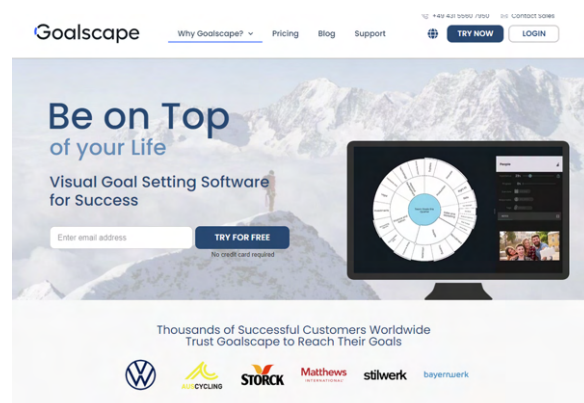 +49 431 5560 7950 Contact Sales
Goalscape
Why Goalscape? Pricing Blog Support TRY NOW LOGIN
Be on Top
of your Life
Visual Goal Setting Software
for Success
Enter email address TRY FOR FREE
No credit card required
People
Thousands of Successful Customers Worldwide
Trust Goalscape to Reach Their Goals
CYCLING STORCK Matthews INTERNATIONAL stilwerk bayernwerk